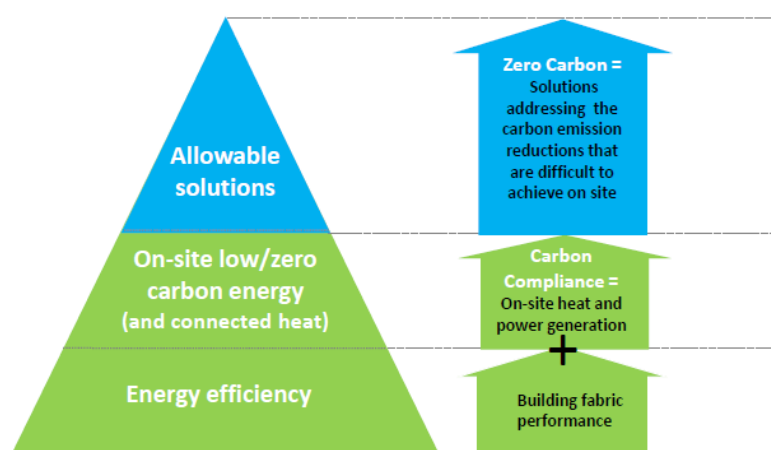 Allowable
solutions
On-site low/zero
carbon energy
(and connected heat)
Energy efficiency
Zero Carbon =
Solutions
addressing the
carbon emission
reductions that
are difficult to
achieve on site
Carbon
Compliance =
On-site heat and
power generation
+
Building fabric
performance